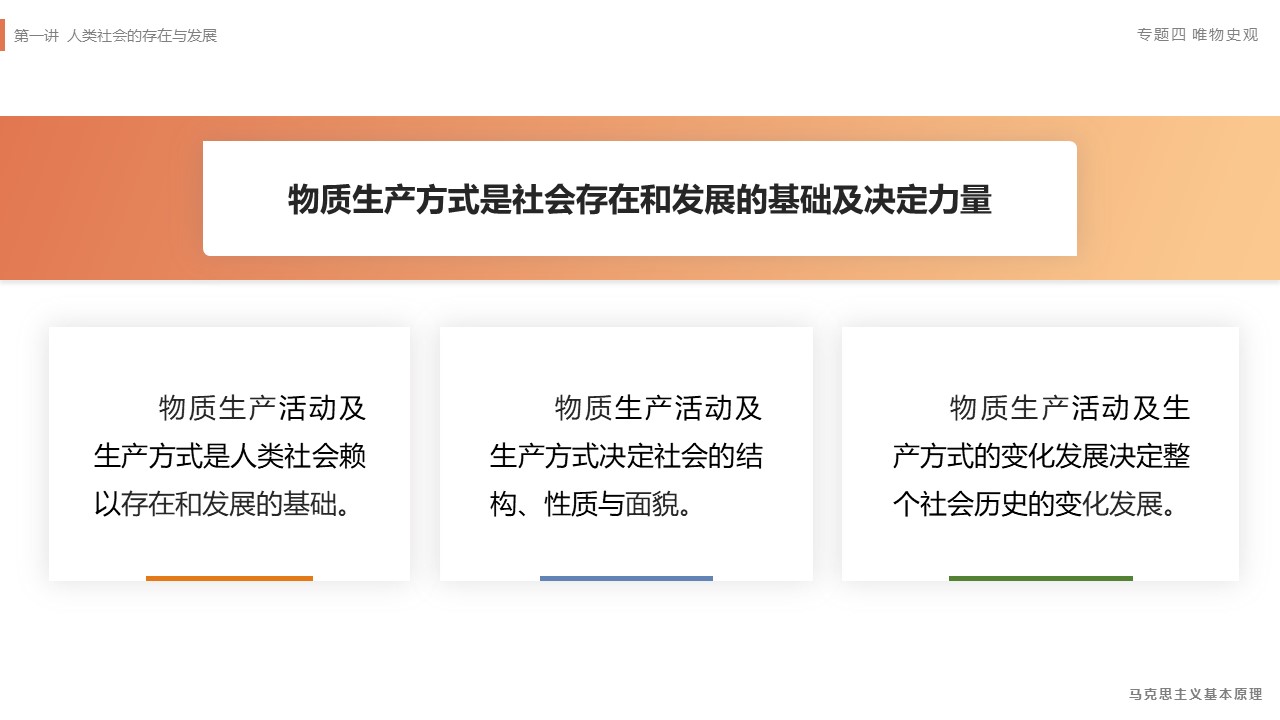 第一讲 人类社会的存在与发展
专题四 唯物史观
物质生产方式是社会存在和发展的基础及决定力量
物质生产活动及
生产方式是人类社会赖
以存在和发展的基础。
物质生产活动及
生产方式决定社会的结
构、性质与面貌。
物质生产活动及生
产方式的变化发展决定整
个社会历史的变化发展。
马克思主义基本原理